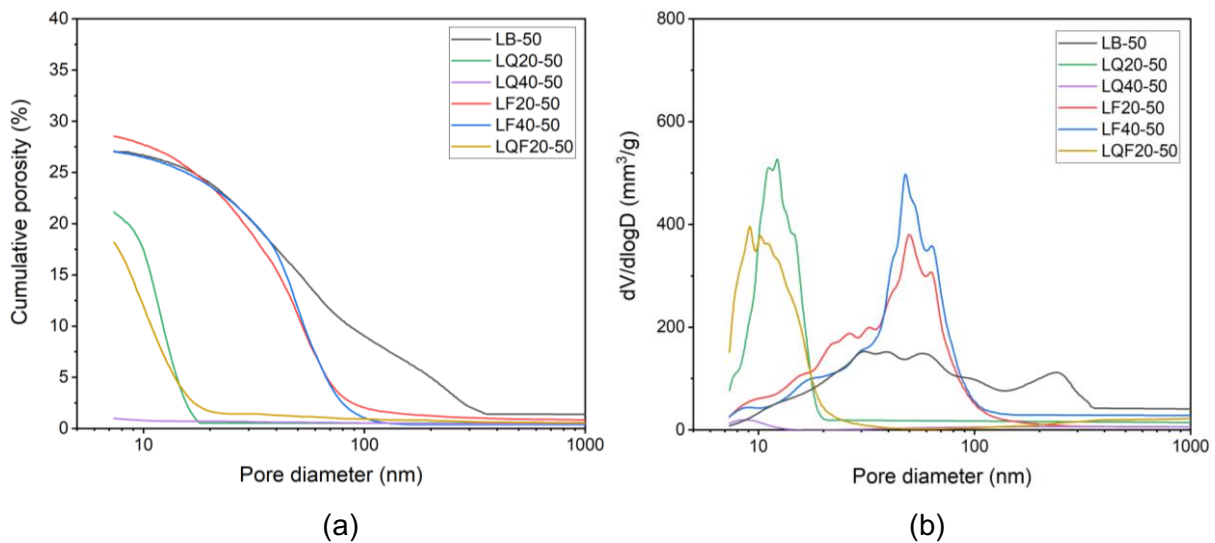 40
35
30
25
20
15
10
5
0
Cumulative porosity (%)
LB-50
LQ20-50
LQ40-50
LF20-50
LF40-50
LQF20-50
10
100
1000
Pore diameter (nm)
(a)
800
600
400
200
0
dV/dlogD (mm³/g)
LB-50
LQ20-50
LQ40-50
LF20-50
LF40-50
LQF20-50
10
100
1000
Pore diameter (nm)
(b)